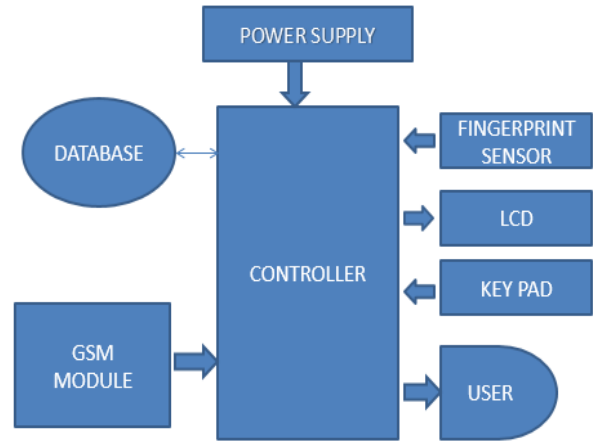 POWER SUPPLY
DATABASE
FINGERPRINT
SENSOR
LCD
CONTROLLER
KEY PAD
GSM
MODULE
USER